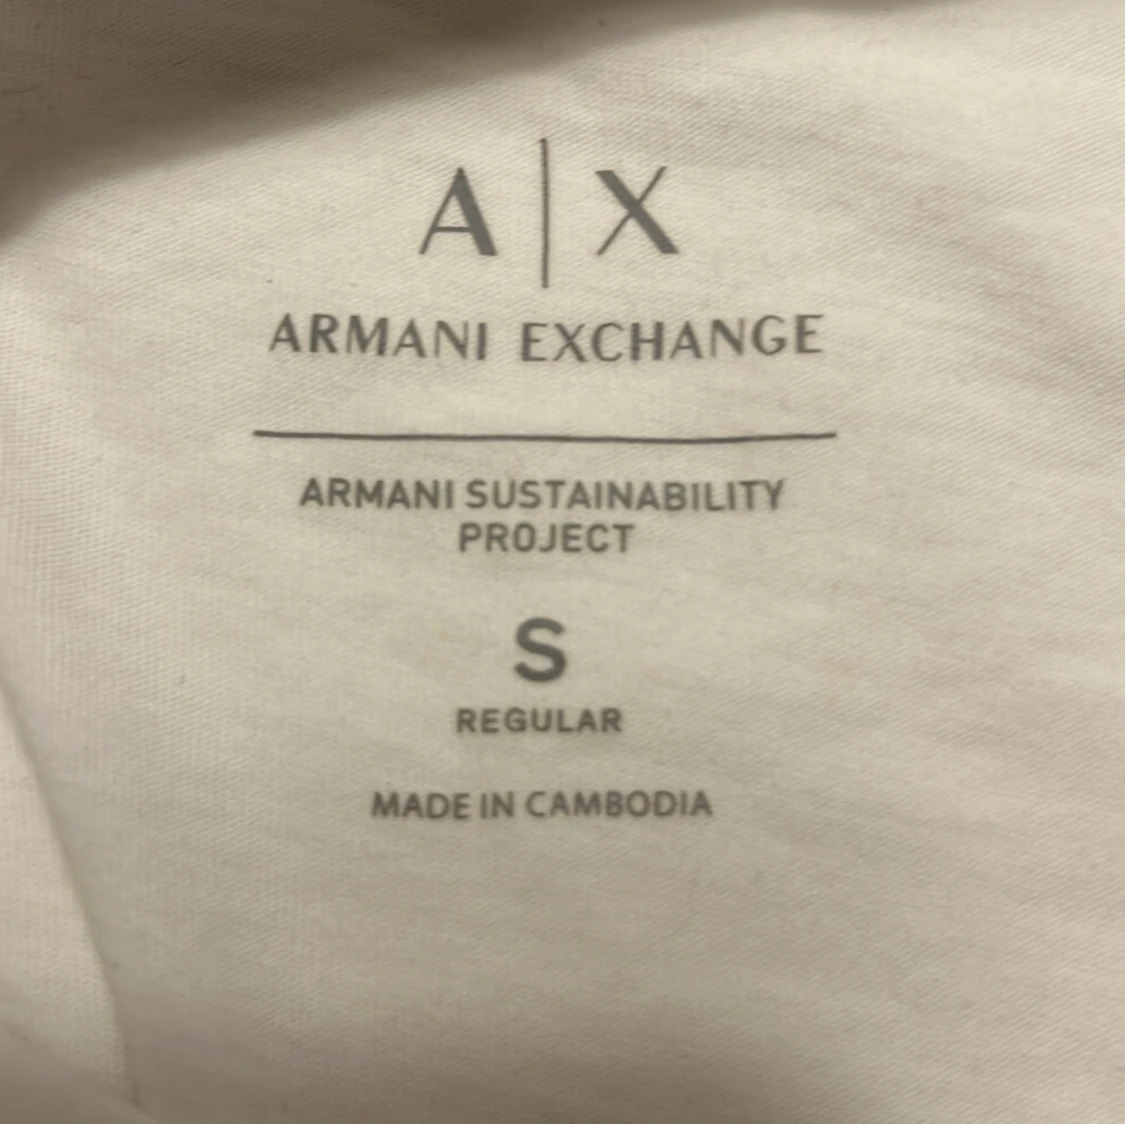 A|X
ARMANI EXCHANGE
ARMANI SUSTAINABILITY
PROJECT
S
REGULAR
MADE IN CAMBODIA